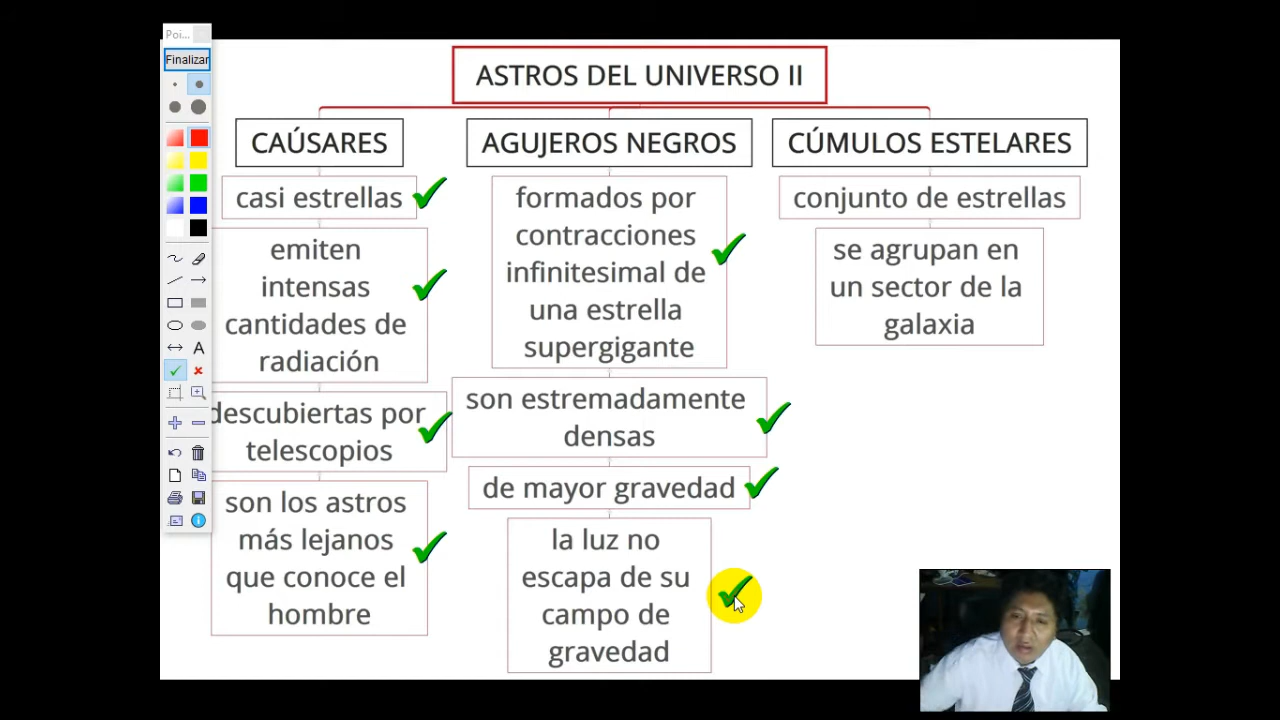 Poi...
Finalizar
A
ASTROS DEL UNIVERSO II
CAÚSARES
casi estrellas
emiten
intensas
cantidades de
radiación
descubiertas por
telescopios
son los astros
más lejanos
que conoce el
hombre
AGUJEROS NEGROS
formados por
contracciones
infinitesimal de
una estrella
supergigante
son estremadamente
densas
de mayor gravedad
la luz no
escapa de su
campo de
gravedad
CÚMULOS ESTELARES
conjunto de estrellas
se agrupan en
un sector de la
galaxia